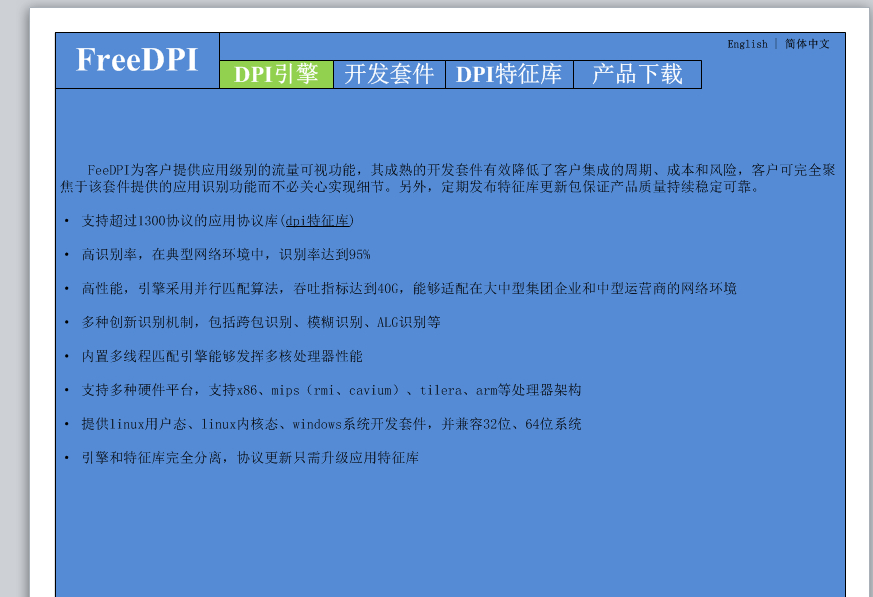 English | 简体中文
FreeDPI
DPI引擎 开发套件 DPI特征库 产品下载
FeeDPI为客户提供应用级别的流量可视功能，其成熟的开发套件有效降低了客户集成的周期、成本和风险，客户可完全聚
焦于该套件提供的应用识别功能而不必关心实现细节。另外，定期发布特征库更新包保证产品质量持续稳定可靠。
• 支持超过1300协议的应用协议库(dpi特征库)
• 高识别率，在典型网络环境中，识别率达到95%
• 高性能，引擎采用并行匹配算法，吞吐指标达到40G，能够适配在大中型集团企业和中型运营商的网络环境
• 多种创新识别机制，包括跨包识别、模糊识别、ALG识别等
• 内置多线程匹配引擎能够发挥多核处理器性能
• 支持多种硬件平台，支持x86、mips（rmi、cavium）、tilera、arm等处理器架构
• 提供linux用户态、linux内核态、windows系统开发套件，并兼容32位、64位系统
• 引擎和特征库完全分离，协议更新只需升级应用特征库